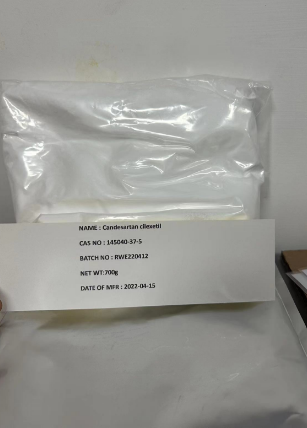 NAME : Candesartan cilexetil
CAS NO : 145040-37-5
BATCH NO : RWE220412
NET WT:700g
DATE OF MFR : 2022-04-15